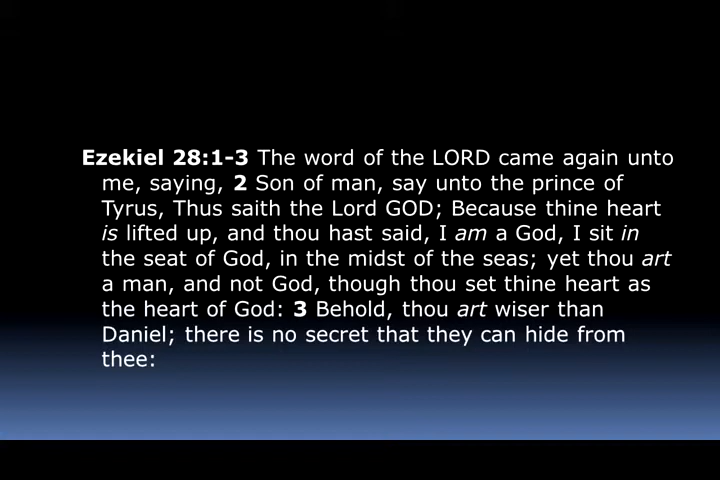 Ezekiel 28:1-3 The word of the LORD came again unto
me, saying, 2 Son of man, say unto the prince of
Tyrus, Thus saith the Lord GOD; Because thine heart
is lifted up, and thou hast said, I am a God, I sit in
the seat of God, in the midst of the seas; yet thou art
a man, and not God, though thou set thine heart as
the heart of God: 3 Behold, thou art wiser than
Daniel; there is no secret that they can hide from
thee: